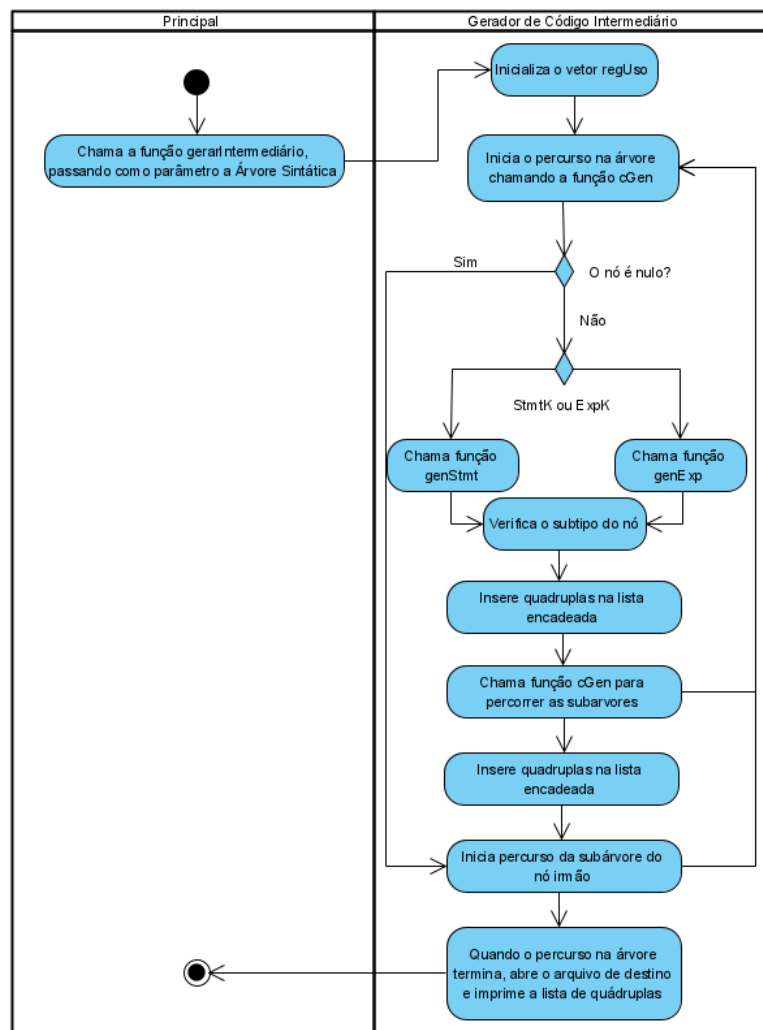 Principal
Gerador de Código Intermediário
Inicializa o vetor regUso
Chama a função gerarIntermediário,
passando como parâmetro a Árvore Sintática
Inicia o percurso na árvore
chamando a função cGen
Sim
O nó é nulo?
Não
StmtK ou ExpK
Chama função
genStmt
Chama função
genExp
Verifica o subtipo do nó
Insere quadruplas na lista
encadeada
Chama função cGen para
percorrer as subarvores
Insere quadruplas na lista
encadeada
Inicia percurso da subárvore do
nó irmão
Quando o percurso na árvore
termina, abre o arquivo de destino
e imprime a lista de quádruplas